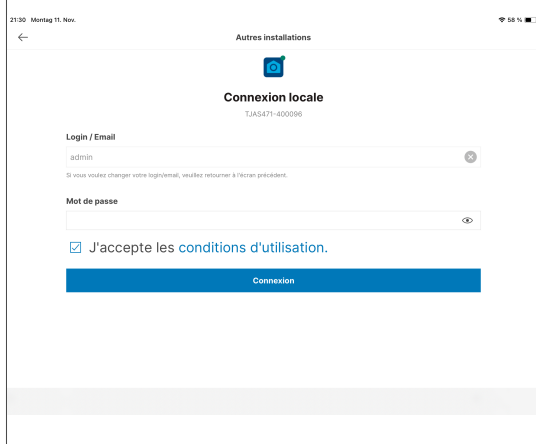 21:30 Montag 11. Nov. 58 %
Autres installations
Connexion locale
TJAS471-400096
Login / Email
admin
Si vous voulez changer votre login/email, veuillez retourner à l'écran précédent.
Mot de passe
J'accepte les conditions d'utilisation.
Connexion